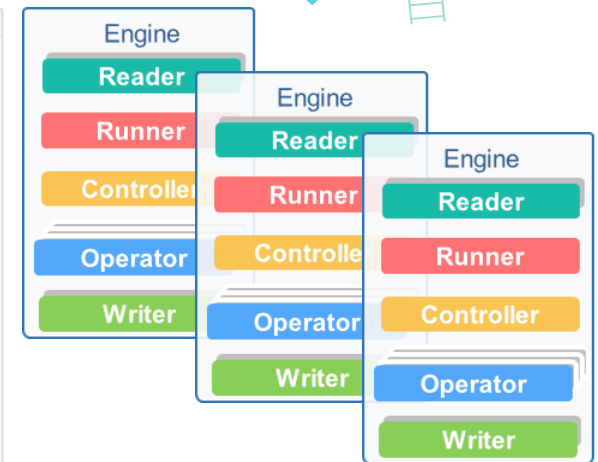 Engine
Reader
Runner
Controller
Operator
Writer
Engine
Reader
Runner
Controlle
Operator
Writer
Engine
Reader
Runner
Controller
Operator
Writer